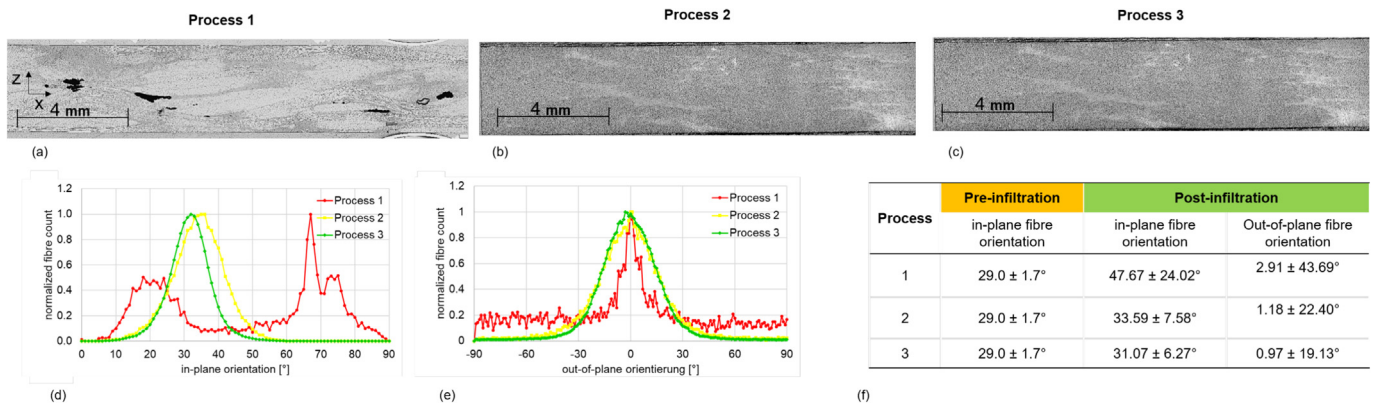 Process 1
Process 2
Process 3
z
x
4 mm
4 mm
4 mm
(a)
(b)
(c)
normalized fibre count
1.2
1.0
0.8
0.6
0.4
0.2
0.0
0 10 20 30 40 50 60 70 80 90
in-plane orientation [°]
Process 1
Process 2
Process 3
(d)
normalized fibre count
1.2
1.0
0.8
0.6
0.4
0.2
0
-90 -60 -30 0 30 60 90
out-of-plane orientierung [°]
Process 1
Process 2
Process 3
(e)
Process Pre-infiltration Post-infiltration
in-plane fibre orientation in-plane fibre orientation Out-of-plane fibre orientation
1 29.0 ± 1.7° 47.67 ± 24.02° 2.91 ± 43.69°
2 29.0 ± 1.7° 33.59 ± 7.58° 1.18 ± 22.40°
3 29.0 ± 1.7° 31.07 ± 6.27° 0.97 ± 19.13°
(f)